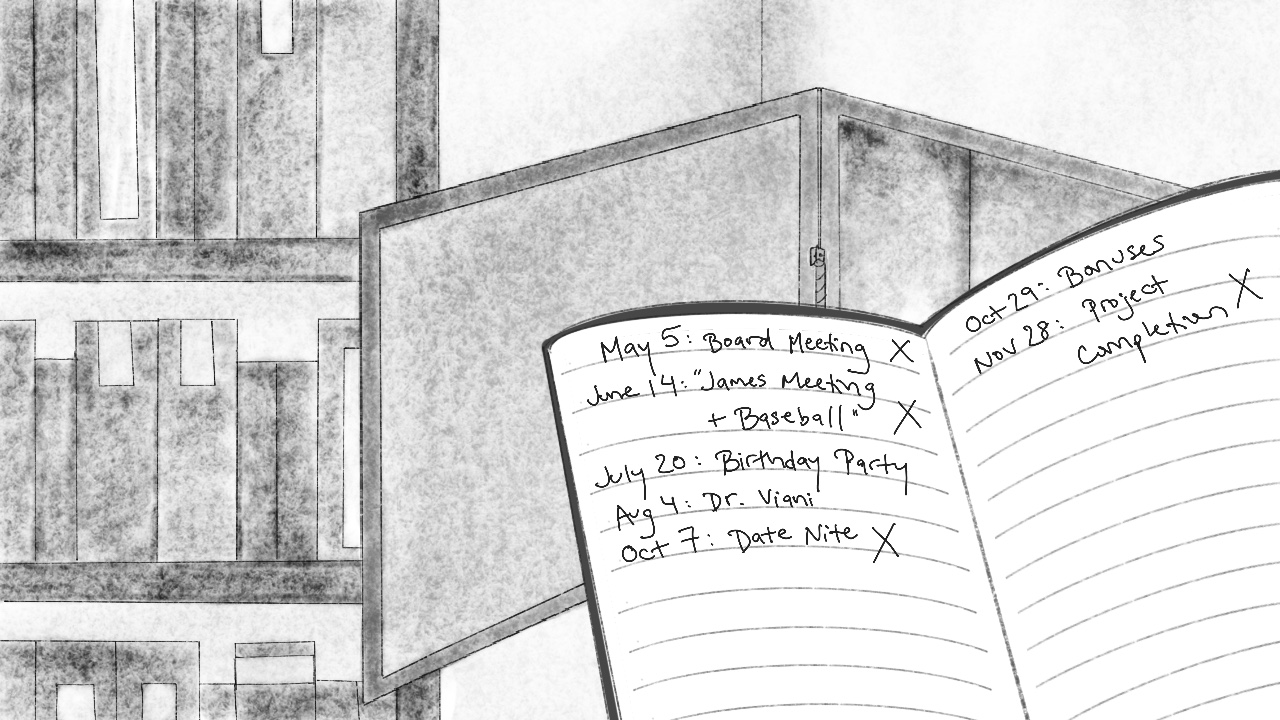 May 5: Board Meeting X
June 14: "James Meeting
+ Baseball" X
July 20: Birthday Party
Aug 4: Dr. Viani
Oct 7: Date Nite X
Oct 29: Bonuses
Nov 28: Project
Completion X